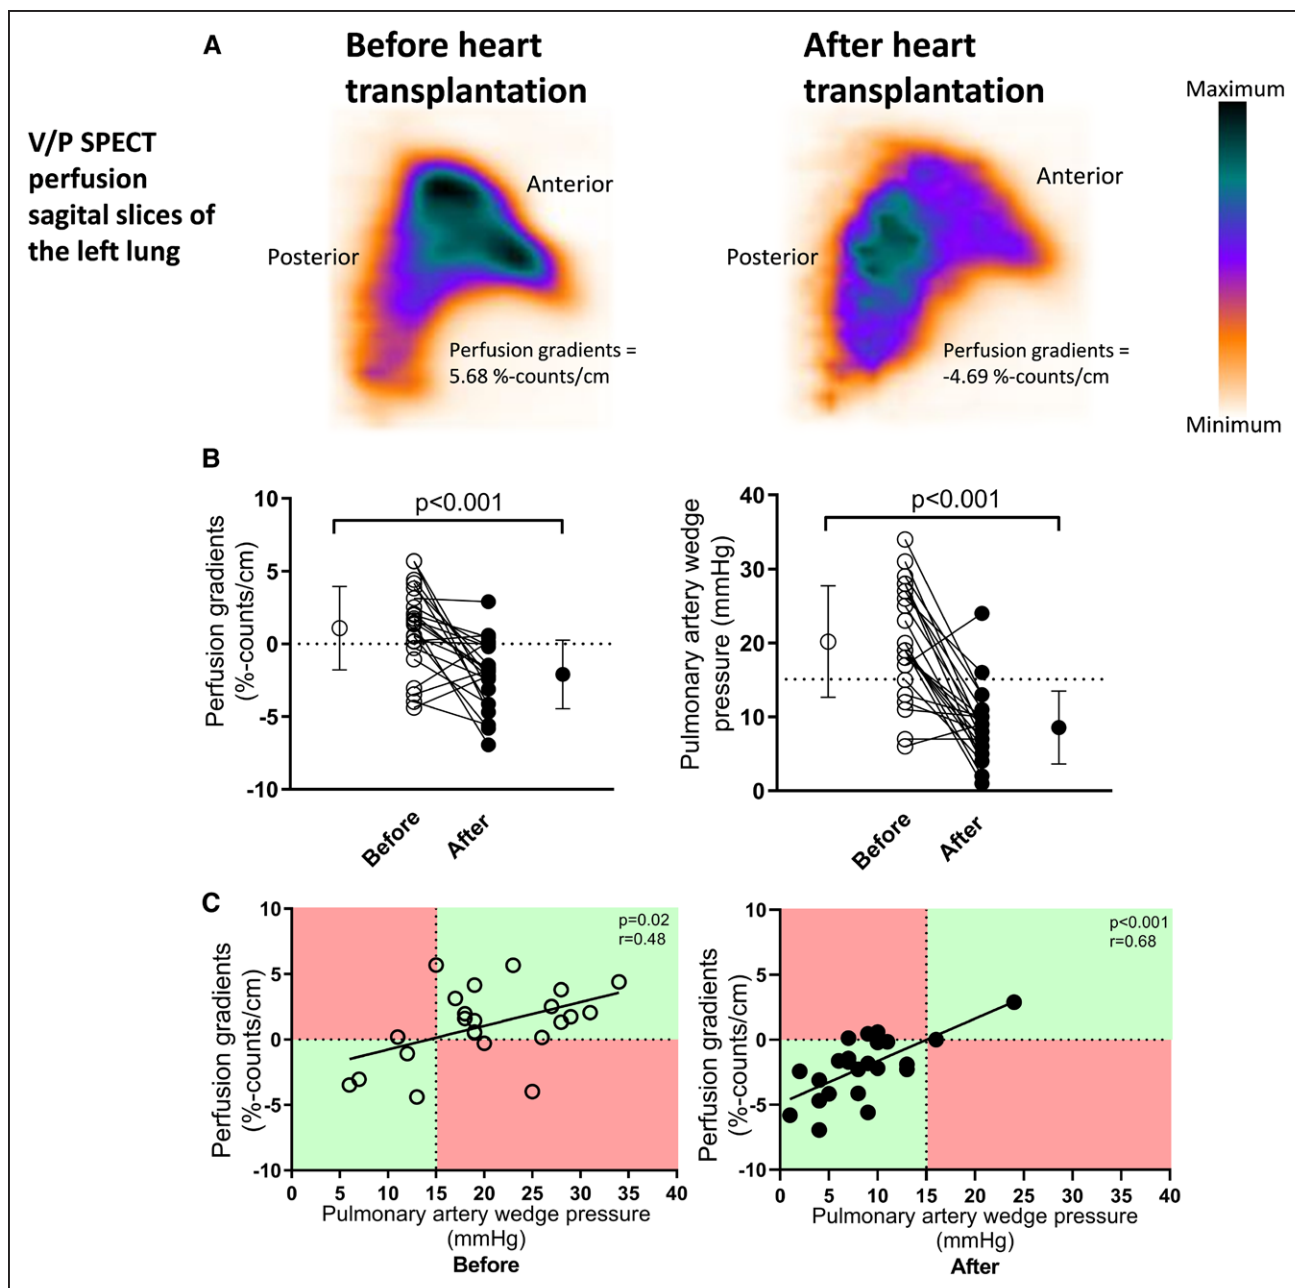 A
Before heart
transplantation
After heart
transplantation
V/P SPECT
perfusion
sagital slices of
the left lung
Anterior
Posterior
Perfusion gradients =
5.68 %-counts/cm
Anterior
Posterior
Perfusion gradients =
-4.69 %-counts/cm
Maximum
Minimum
B
Perfusion gradients
(%-counts/cm)
10
5
0
-5
-10
p<0.001
Before
After
Pulmonary artery wedge
pressure (mmHg)
40
30
20
10
0
p<0.001
Before
After
C
Perfusion gradients
(%-counts/cm)
10
5
0
-5
-10
p=0.02
r=0.48
0 5 10 15 20 25 30 35 40
Pulmonary artery wedge pressure
(mmHg)
Before
Perfusion gradients
(%-counts/cm)
10
5
0
-5
-10
p<0.001
r=0.68
0 5 10 15 20 25 30 35 40
Pulmonary artery wedge pressure
(mmHg)
After